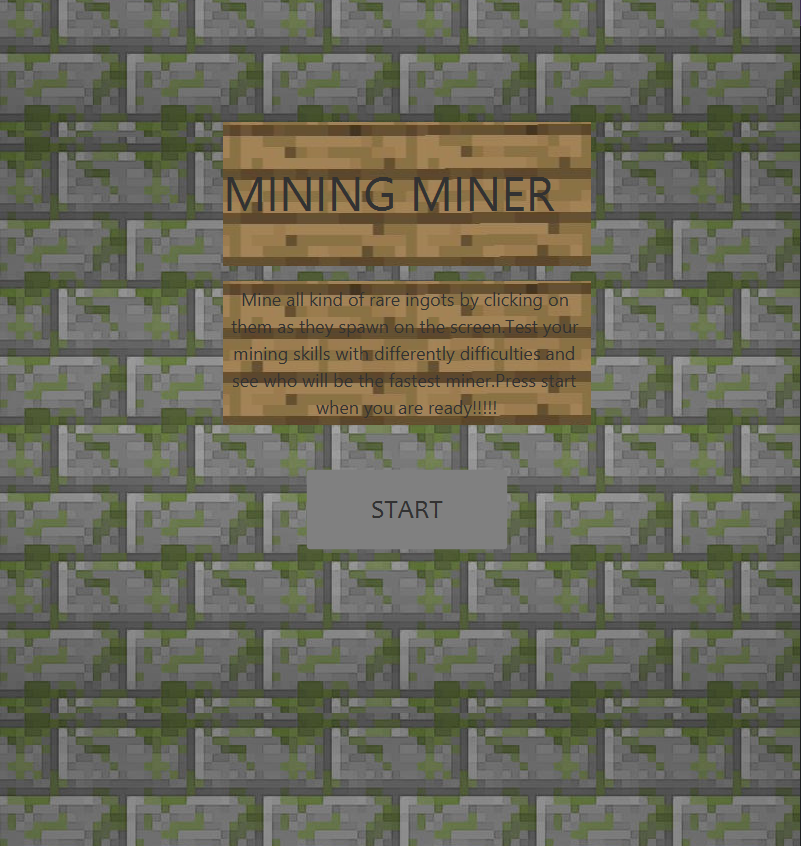 MINING MINER
Mine all kind of rare ingots by clicking on
them as they spawn on the screen.Test your
mining skills with differently difficulties and
see who will be the fastest miner.Press start
when you are ready!!!!!
START